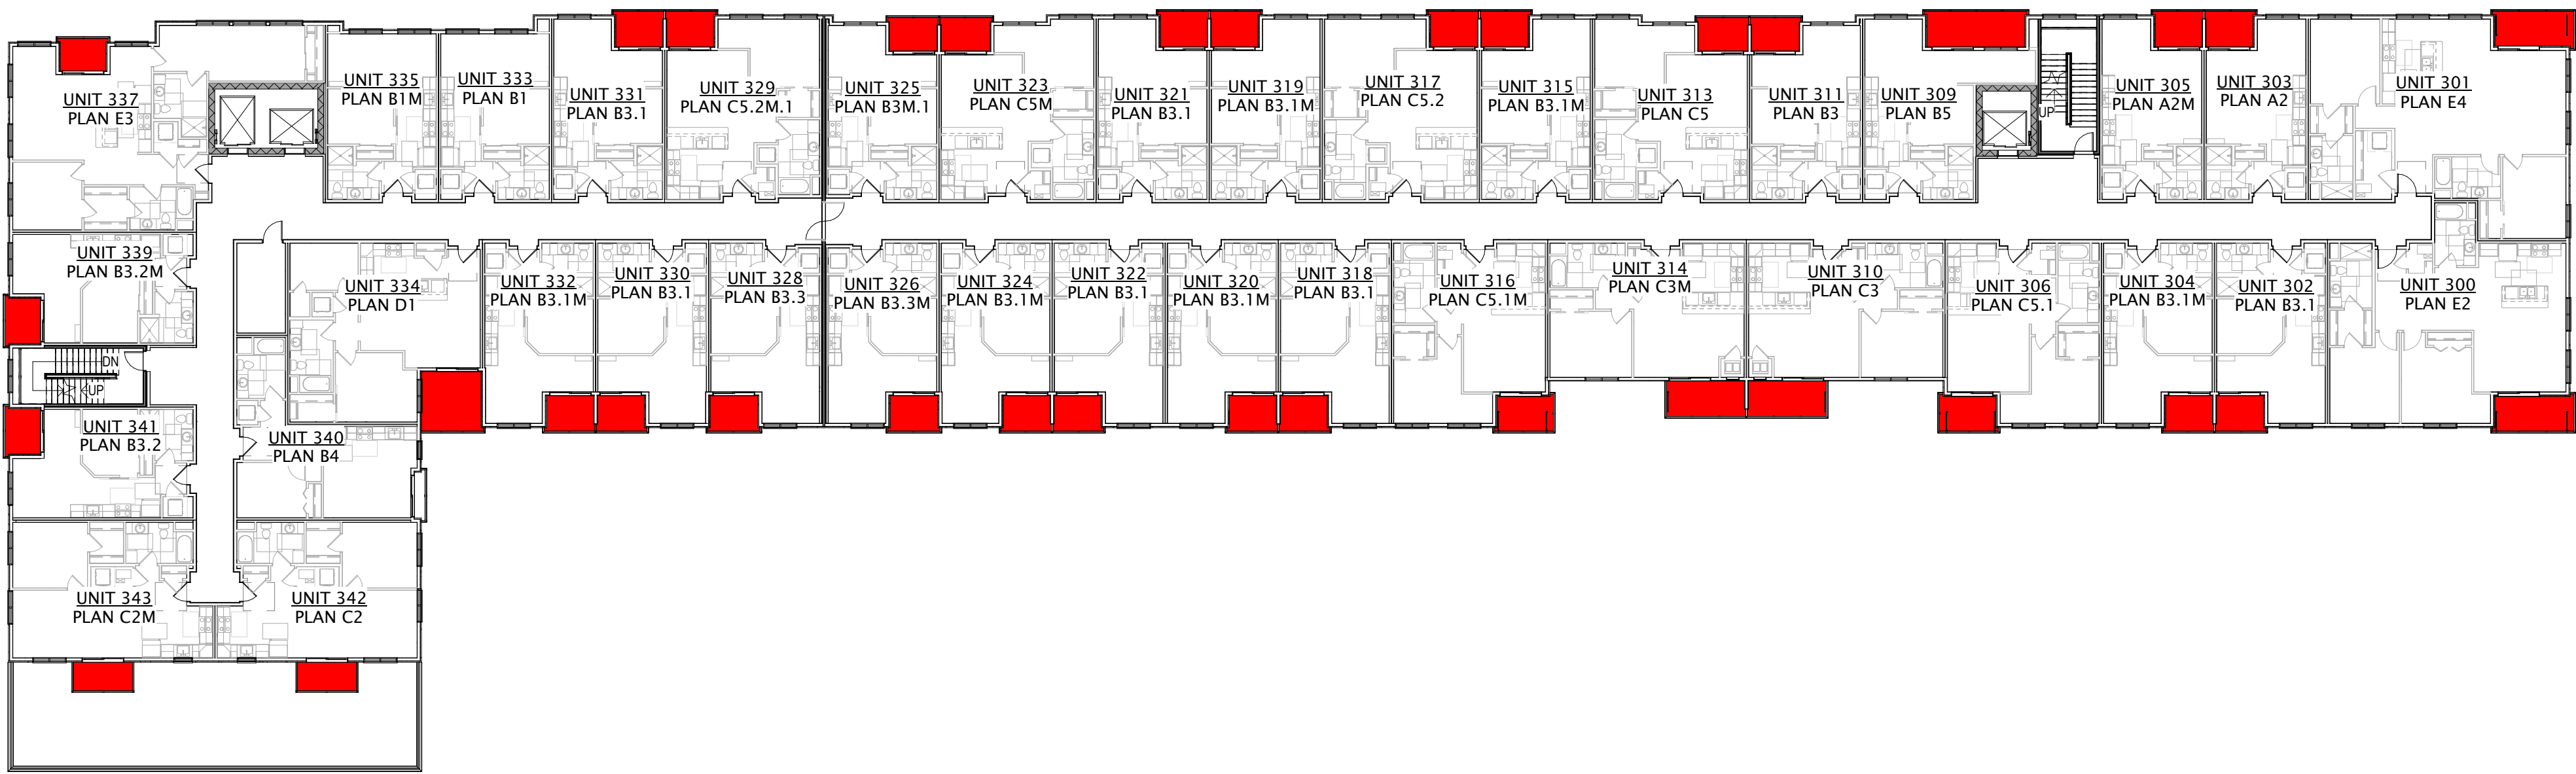 UNIT 337
PLAN E3
UNIT 335
PLAN B1M
UNIT 333
PLAN B1
UNIT 331
PLAN B3.1
UNIT 329
PLAN C5.2M.1
UNIT 325
PLAN B3M.1
UNIT 323
PLAN C5M
UNIT 321
PLAN B3.1
UNIT 319
PLAN B3.1M
UNIT 317
PLAN C5.2
UNIT 315
PLAN B3.1M
UNIT 313
PLAN C5
UNIT 311
PLAN B3
UNIT 309
PLAN B5
UP
UNIT 305
PLAN A2M
UNIT 303
PLAN A2
UNIT 301
PLAN E4
UNIT 339
PLAN B3.2M
UNIT 334
PLAN D1
UNIT 332
PLAN B3.1M
UNIT 330
PLAN B3.1
UNIT 328
PLAN B3.3
UNIT 326
PLAN B3.3M
UNIT 324
PLAN B3.1M
UNIT 322
PLAN B3.1
UNIT 320
PLAN B3.1M
UNIT 318
PLAN B3.1
UNIT 316
PLAN C5.1M
UNIT 314
PLAN C3M
UNIT 310
PLAN C3
UNIT 306
PLAN C5.1
UNIT 304
PLAN B3.1M
UNIT 302
PLAN B3.1
UNIT 300
PLAN E2
DN
UP
UNIT 341
PLAN B3.2
UNIT 340
PLAN B4
UNIT 343
PLAN C2M
UNIT 342
PLAN C2